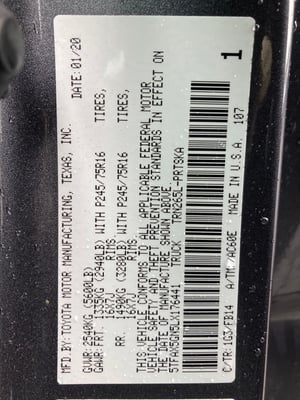 MFD. BY: TOYOTA MOTOR MANUFACTURING, TEXAS, INC. DATE: 01/20
GVWR: 2540KG (5600LB)
GAWR: FRT. 1335KG (2940LB) WITH P245/75R16 TIRES,
16X7J RIMS
RR. 1490KG (3280LB) WITH P245/75R16 TIRES,
16X7J RIMS
THIS VEHICLE CONFORMS TO ALL APPLICABLE FEDERAL MOTOR
VEHICLE SAFETY AND THEFT PREVENTION STANDARDS IN EFFECT ON
THE DATE OF MANUFACTURE SHOWN ABOVE.
TRUCK TRN265L-PRTSKA
C/TR: 1G3/FB14 A/TM: /AC60E MADE IN U.S.A. 107
1